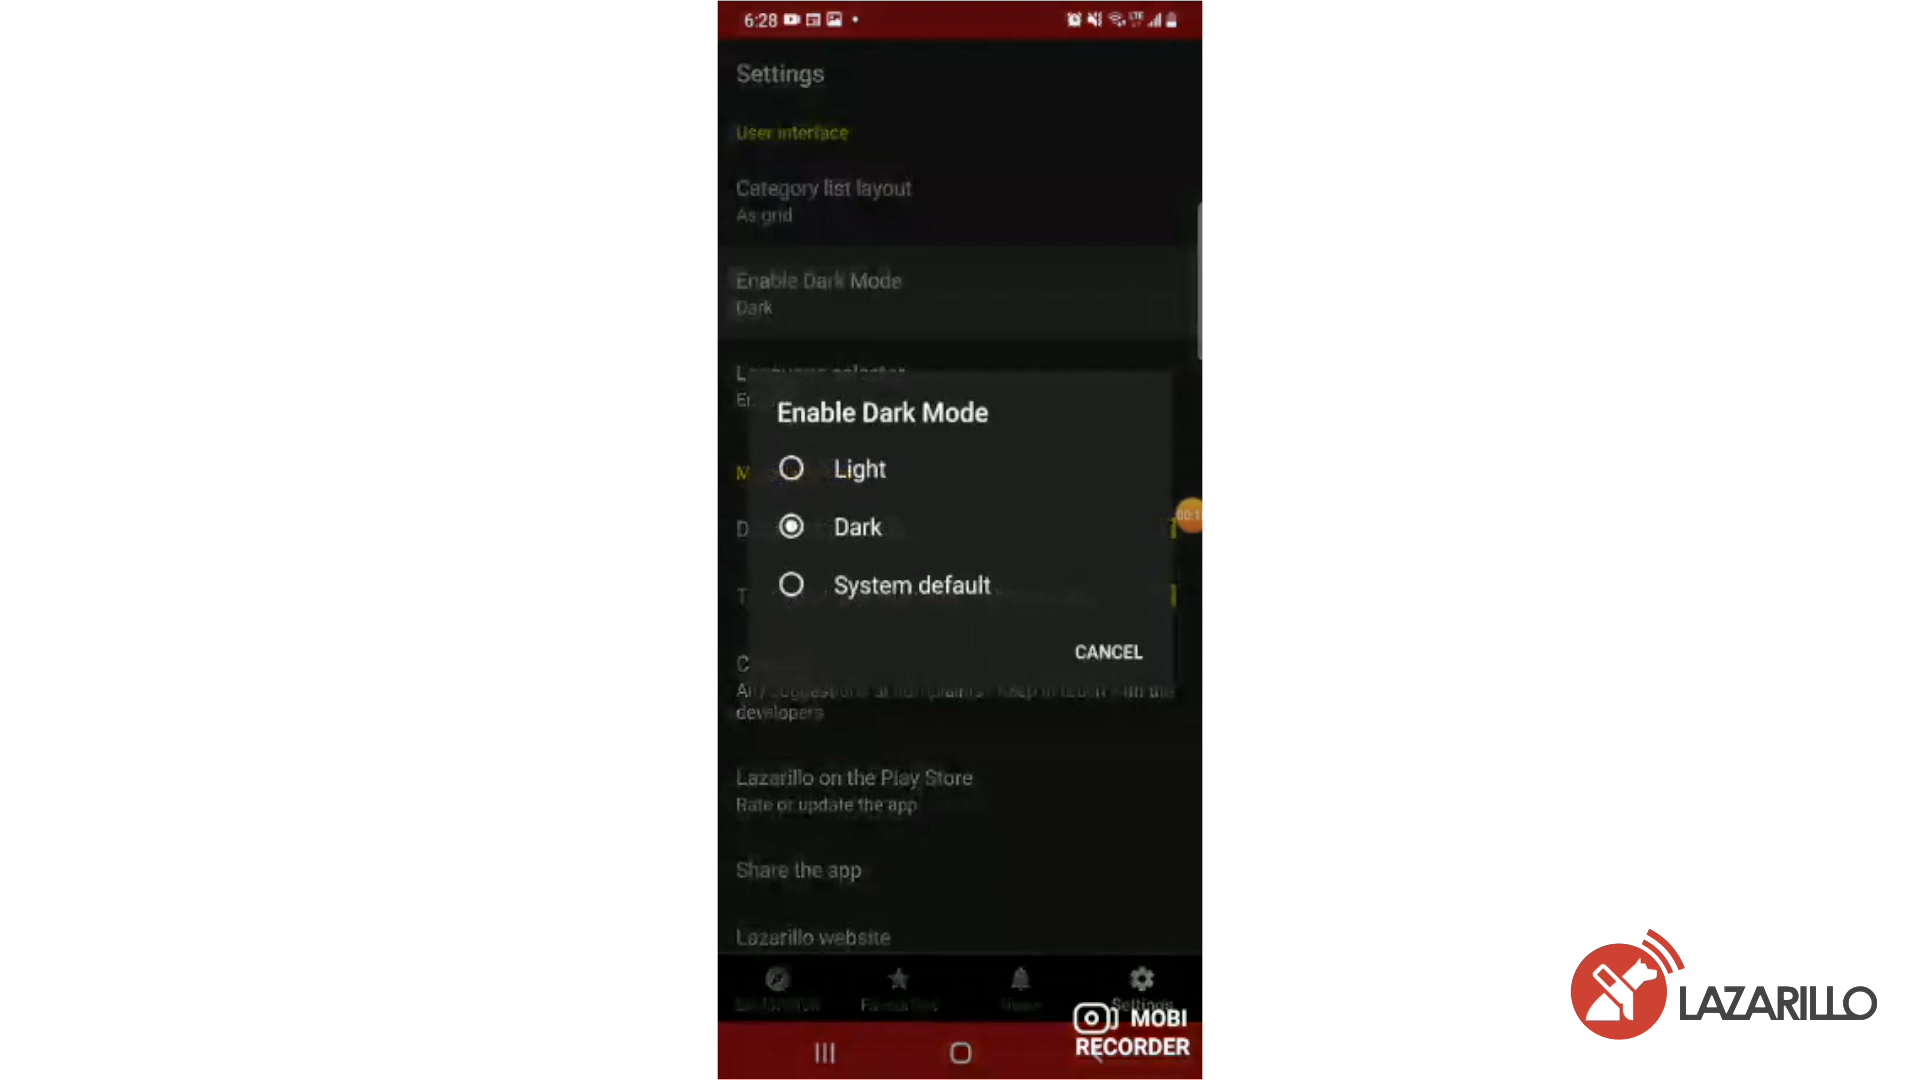 6:28
LTE
Settings
User interface
Category list layout
As grid
Enable Dark Mode
Dark
Enable Dark Mode
Light
Dark
System default
CANCEL
developers
Lazarillo on the Play Store
Rate or update the app
Share the app
Lazarillo website
Settings
MOBI
RECORDER
LAZARILLO